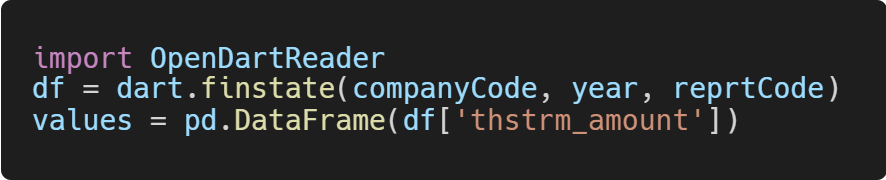 import OpenDartReader
df = dart.finstate(companyCode, year, reprtCode)
values = pd.DataFrame(df['thstrm_amount'])